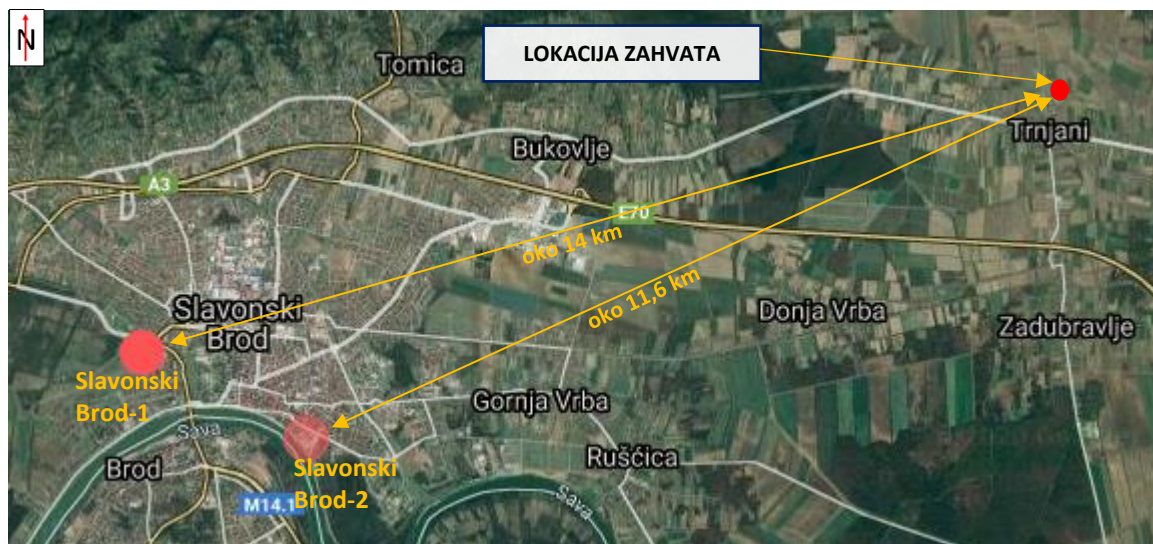 N
LOKACIJA ZAHVATA
Tomica
Trnjani
Bukovlje
A3
E70
oko 14 km
oko 11,6 km
Slavonski
Brod
Donja Vrba
Zadubravlje
Slavonski
Brod-1
Gornja Vrba
Sava
Brod
Rušćica
Slavonski
Brod-2
M14.1
Sava